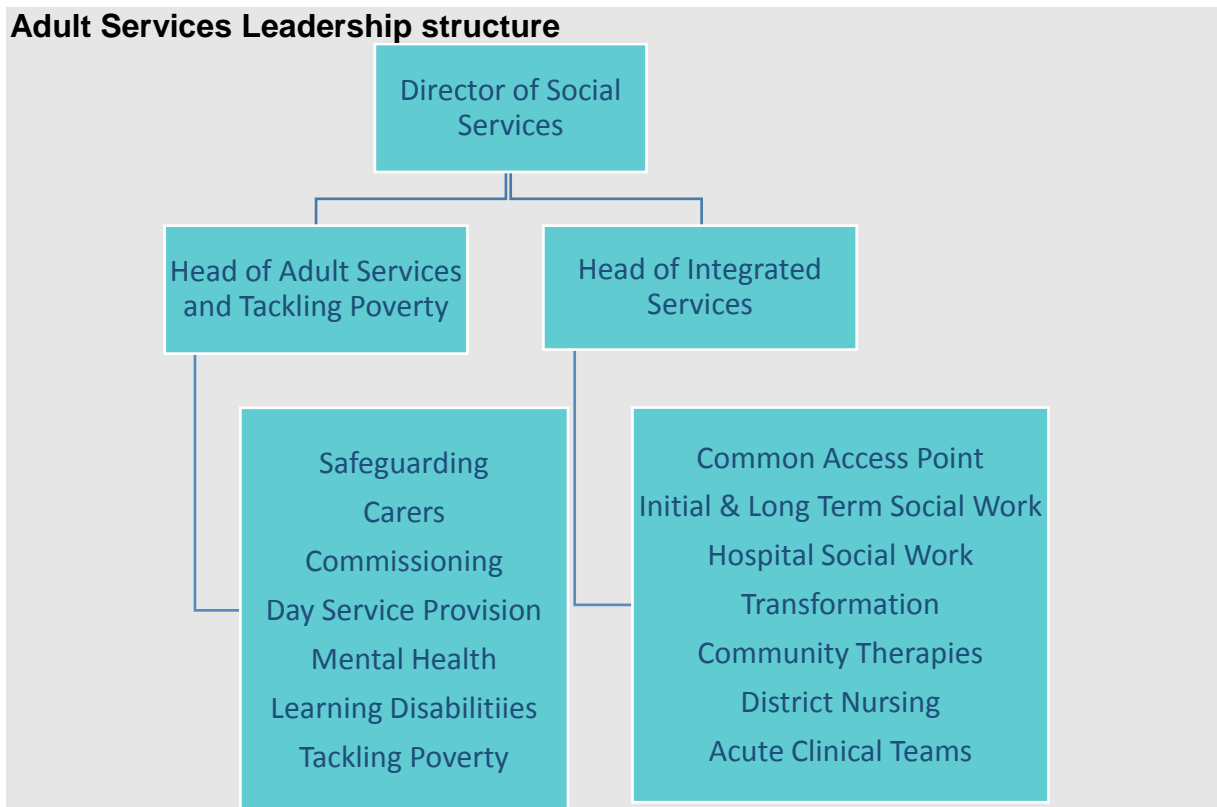 Adult Services Leadership structure
Director of Social
Services
Head of Adult Services
and Tackling Poverty
Head of Integrated
Services
Safeguarding
Carers
Commissioning
Day Service Provision
Mental Health
Learning Disabilitiies
Tackling Poverty
Common Access Point
Initial & Long Term Social Work
Hospital Social Work
Transformation
Community Therapies
District Nursing
Acute Clinical Teams